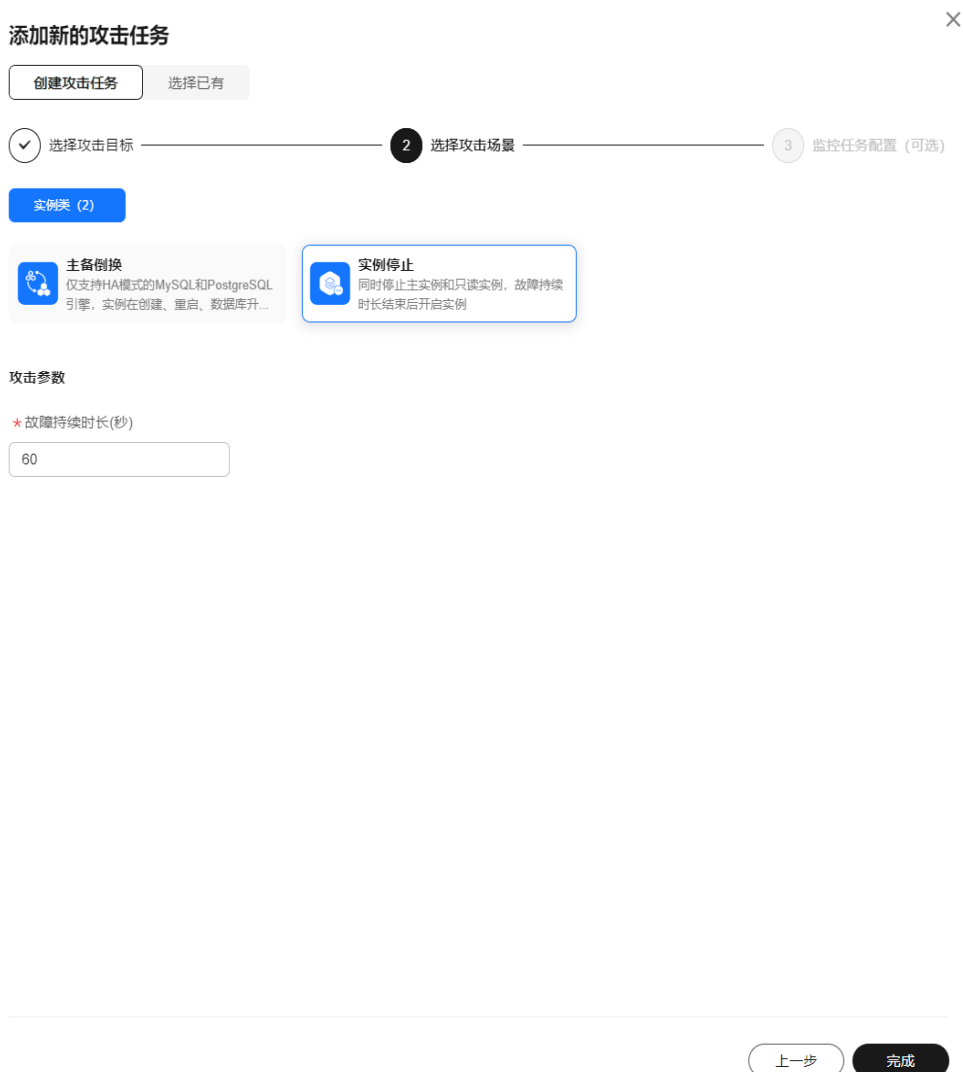 添加新的攻击任务
创建攻击任务 选择已有
选择攻击目标 2 选择攻击场景 3 监控任务配置（可选）
实例类（2）
主备倒换
仅支持HA模式的MySQL和PostgreSQL
引擎，实例在创建、重启、数据库升...
实例停止
同时停止主实例和只读实例，故障持续
时长结束后开启实例
攻击参数
*故障持续时长(秒)
60
上一步 完成